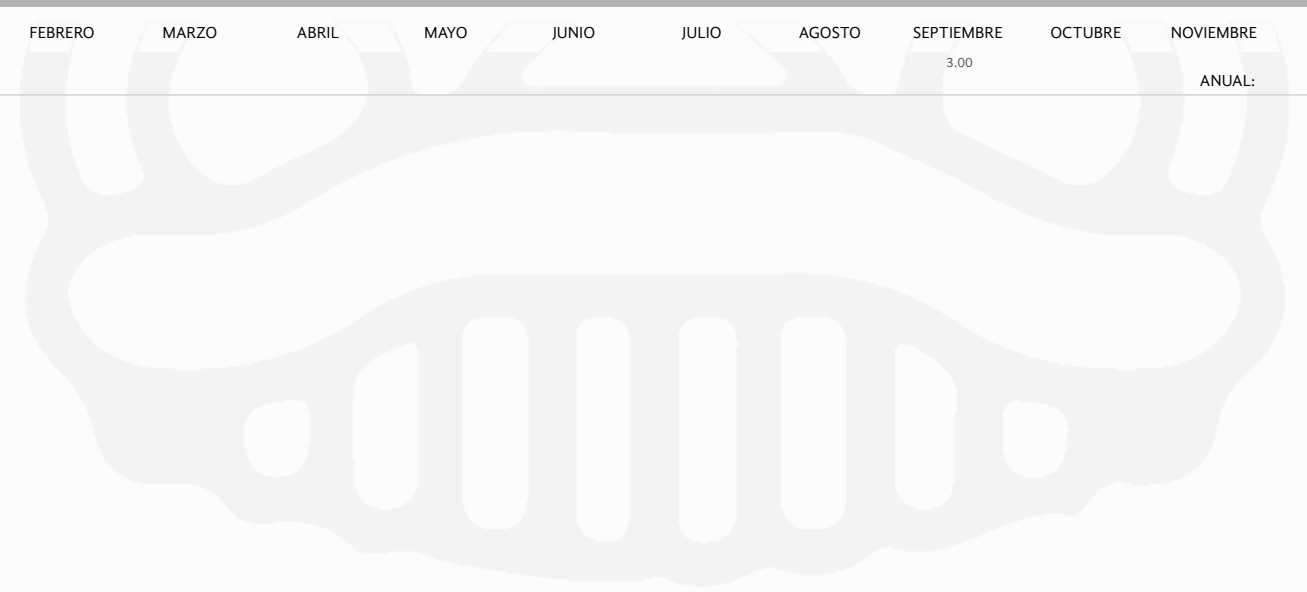 FEBRERO MARZO ABRIL MAYO JUNIO JULIO AGOSTO SEPTIEMBRE OCTUBRE NOVIEMBRE
3.00
ANUAL: